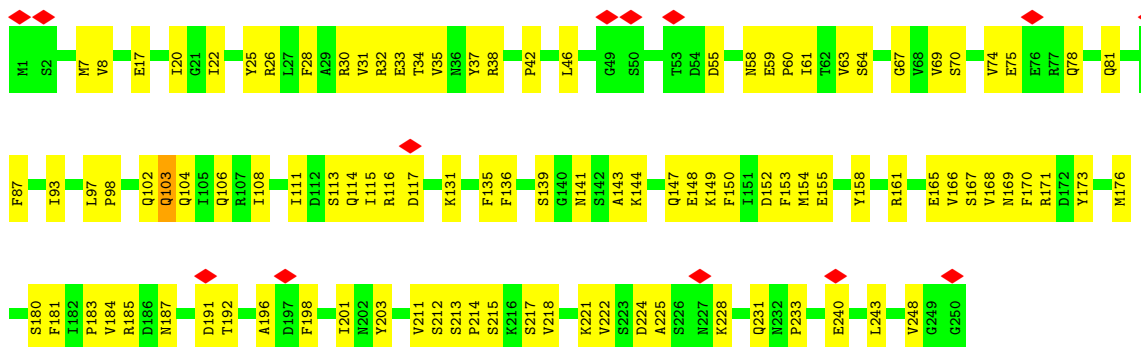 M1 S2 M7 V8 E17 I20 G21 I22 Y25 R26 L27 F28 A29 R30 V31 R32 E33 T34 V35 N36 Y37 R38 P42 L46 G49 S50 T53 D54 D55 N58 E59 P60 I61 T62 V63 S64 G67 V68 V69 S70 V74 E75 E76 R77 Q78 Q81
F87 I93 L97 P98 Q102 Q103 Q104 I105 Q106 R107 I108 I111 D112 S113 Q114 I115 R116 D117 K131 F135 F136 S139 G140 N141 S142 A143 K144 Q147 E148 K149 F150 I151 D152 F153 M154 E155 Y158 R161 E165 V166 S167 V168 N169 F170 R171 D172 Y173 M176
S180 F181 I182 P183 V184 R185 D186 N187 D191 T192 A196 D197 F198 I201 N202 Y203 V211 S212 S213 P214 S215 K216 S217 V218 K221 V222 S223 D224 A225 S226 N227 K228 Q231 N232 P233 E240 L243 V248 G249 G250